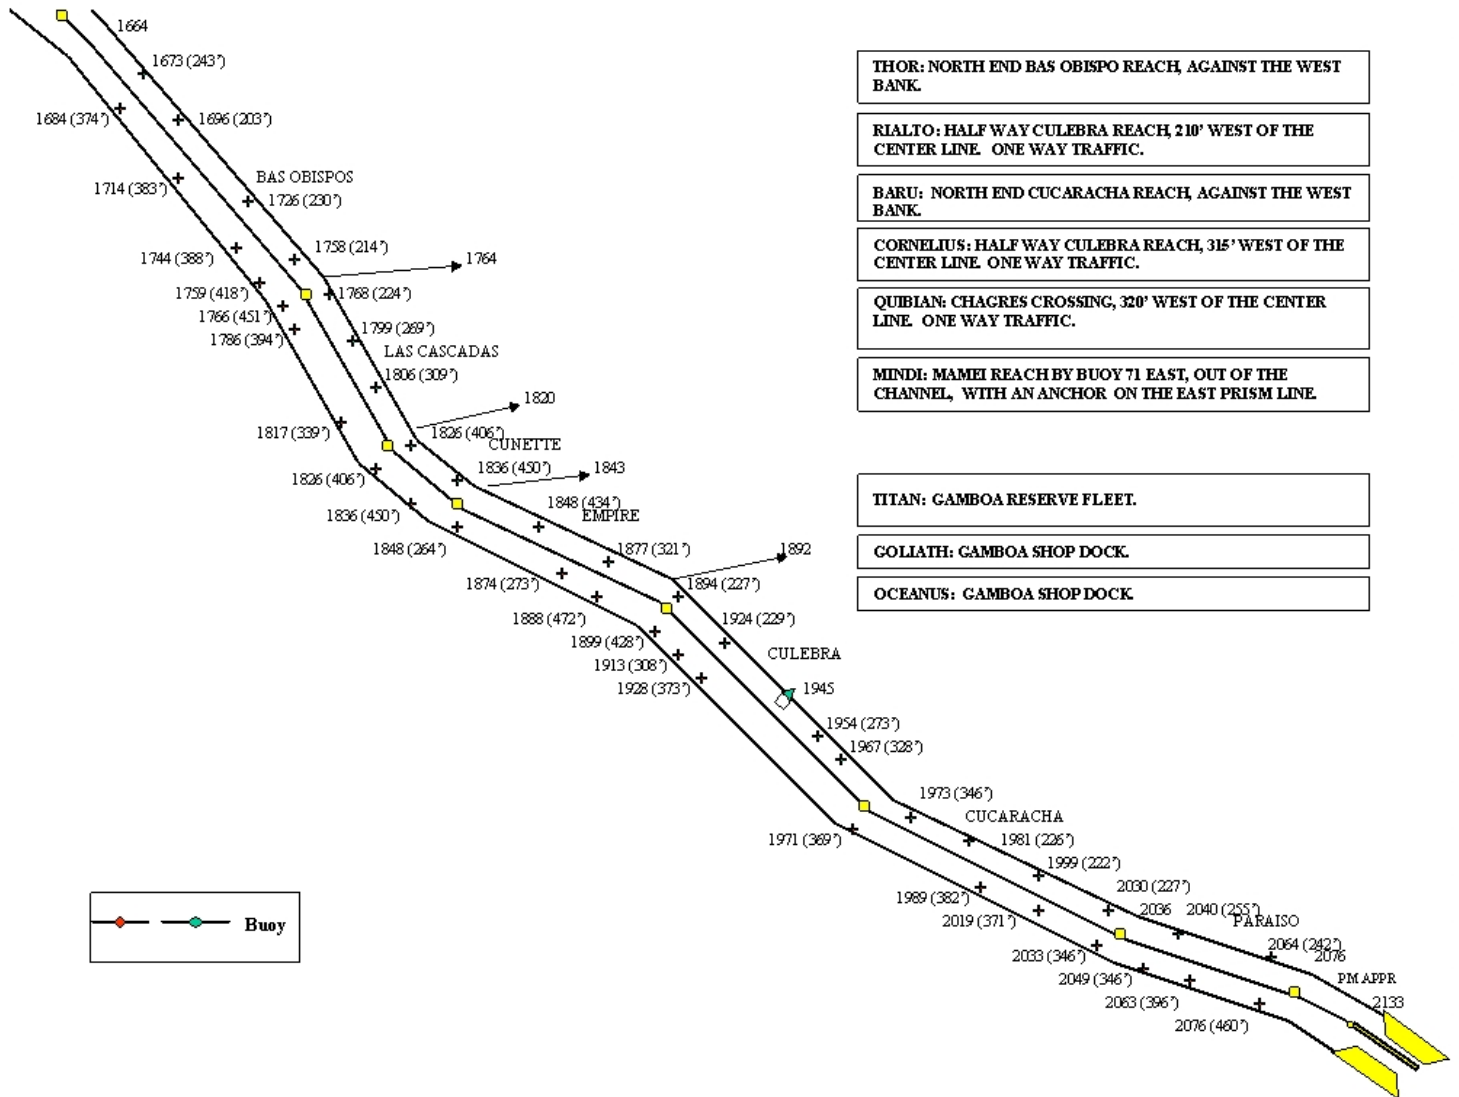 1664
1673 (243’)
1684 (374’)
1696 (203’)
1714 (383’)
BAS OBISPOS
1726 (230’)
1744 (388’)
1758 (214’)
1764
1759 (418’)
1768 (224’)
1766 (451’)
1786 (394’)
1799 (269’)
LAS CASCADAS
1806 (309’)
1820
1817 (339’)
1826 (406’)
CUNETTE
1826 (406’)
1836 (450’)
1843
1836 (450’)
1848 (434’)
EMPIRE
1848 (264’)
1877 (321’)
1892
1874 (273’)
1894 (227’)
1888 (472’)
1924 (229’)
1899 (428’)
CULEBRA
1913 (308’)
1928 (373’)
1945
1954 (273’)
1967 (328’)
1973 (346’)
CUCARACHA
1971 (369’)
1981 (226’)
1999 (222’)
1989 (382’)
2030 (227’)
2019 (371’)
2036
2040 (255’)
PARAISO
2033 (346’)
2064 (242’)
2076
2049 (346’)
PM APPR
2063 (396’)
2133
2076 (460’)
THOR: NORTH END BAS OBISPO REACH, AGAINST THE WEST
BANK.
RIALTO: HALF WAY CULEBRA REACH, 210’ WEST OF THE
CENTER LINE. ONE WAY TRAFFIC.
BARU: NORTH END CUCARACHA REACH, AGAINST THE WEST
BANK.
CORNELIUS: HALF WAY CULEBRA REACH, 315’ WEST OF THE
CENTER LINE. ONE WAY TRAFFIC.
QUIBIAN: CHAGRES CROSSING, 320’ WEST OF THE CENTER
LINE. ONE WAY TRAFFIC.
MINDI: MAMEI REACH BY BUOY 71 EAST, OUT OF THE
CHANNEL, WITH AN ANCHOR ON THE EAST PRISM LINE.
TITAN: GAMBOA RESERVE FLEET.
GOLIATH: GAMBOA SHOP DOCK.
OCEANUS: GAMBOA SHOP DOCK.
Buoy